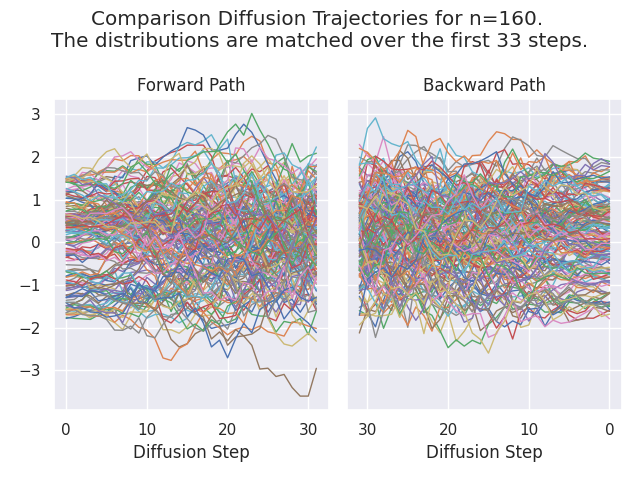 Comparison Diffusion Trajectories for n=160.
The distributions are matched over the first 33 steps.
Forward Path
Backward Path
3
2
1
0
−1
−2
−3
0 10 20 30
30 20 10 0
Diffusion Step
Diffusion Step